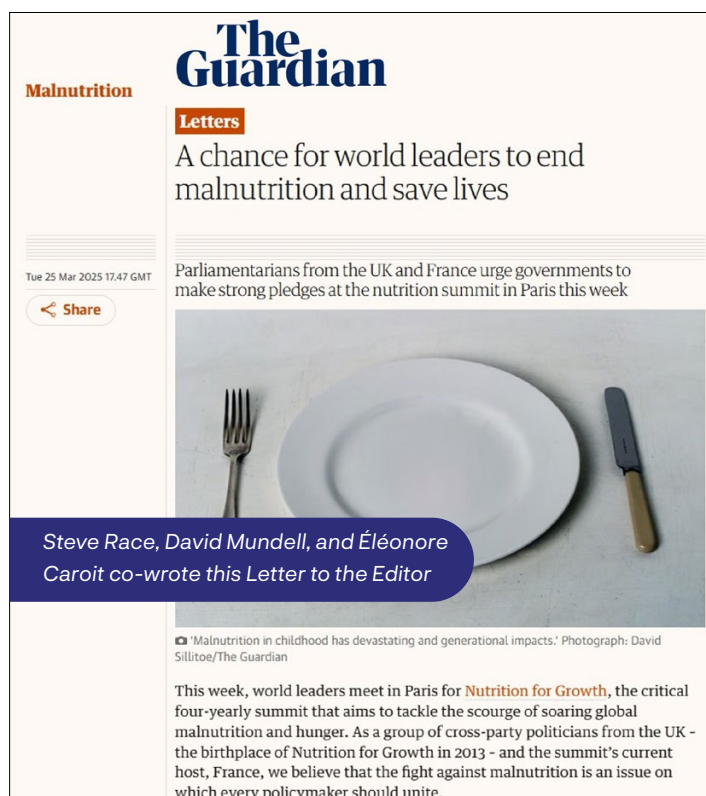 The
Guardian
Malnutrition
Letters
A chance for world leaders to end
malnutrition and save lives
Tue 25 Mar 2025 17.47 GMT
Share
Parliamentarians from the UK and France urge governments to
make strong pledges at the nutrition summit in Paris this week
Steve Race, David Mundell, and Éléonore
Caroit co-wrote this Letter to the Editor
'Malnutrition in childhood has devastating and generational impacts.' Photograph: David
Sillitoe/The Guardian
This week, world leaders meet in Paris for Nutrition for Growth, the critical
four-yearly summit that aims to tackle the scourge of soaring global
malnutrition and hunger. As a group of cross-party politicians from the UK –
the birthplace of Nutrition for Growth in 2013 – and the summit's current
host, France, we believe that the fight against malnutrition is an issue on
which every policymaker should unite.